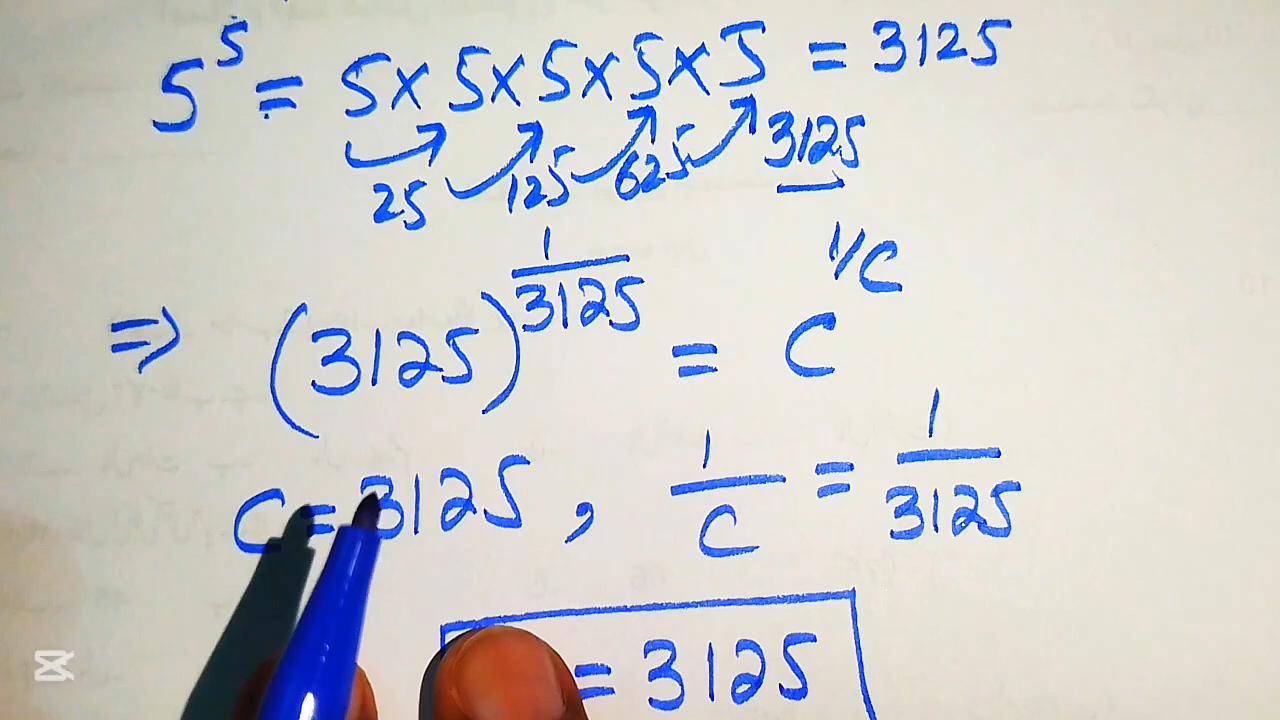 5^5 = 5 × 5 × 5 × 5 × 5 = 3125
25 125 625 3125
⇒ (3125)^(1/3125) = C^(1/C)
C = 3125 , 1/C = 1/3125
= 3125